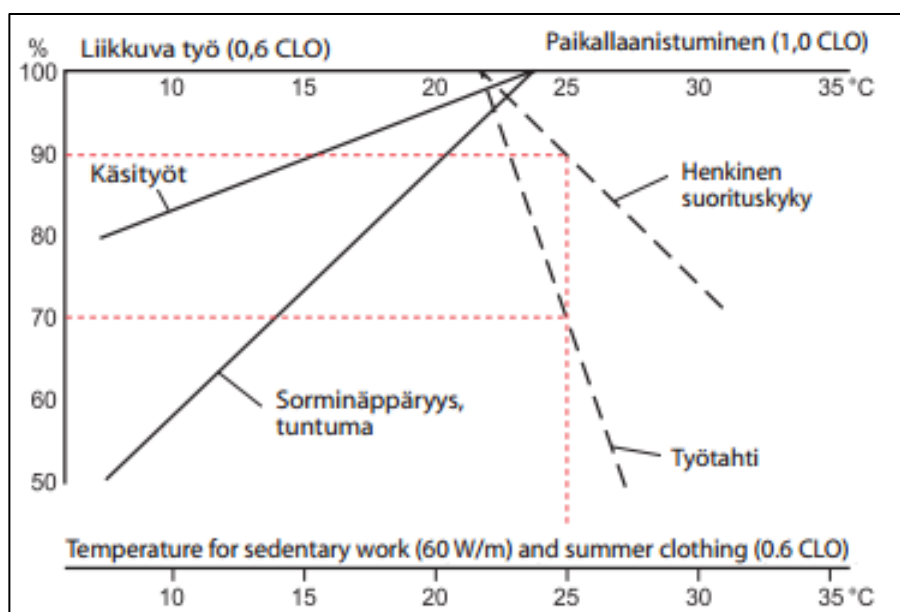 %
Liikkuva työ (0,6 CLO)
Paikallaanistuminen (1,0 CLO)
100
10 15 20 25 30 35 °C
90
Käsityöt
Henkinen
suorituskyky
80
70
60
Sorminäppäryys,
tuntuma
Työtahti
50
Temperature for sedentary work (60 W/m) and summer clothing (0.6 CLO)
10 15 20 25 30 35 °C